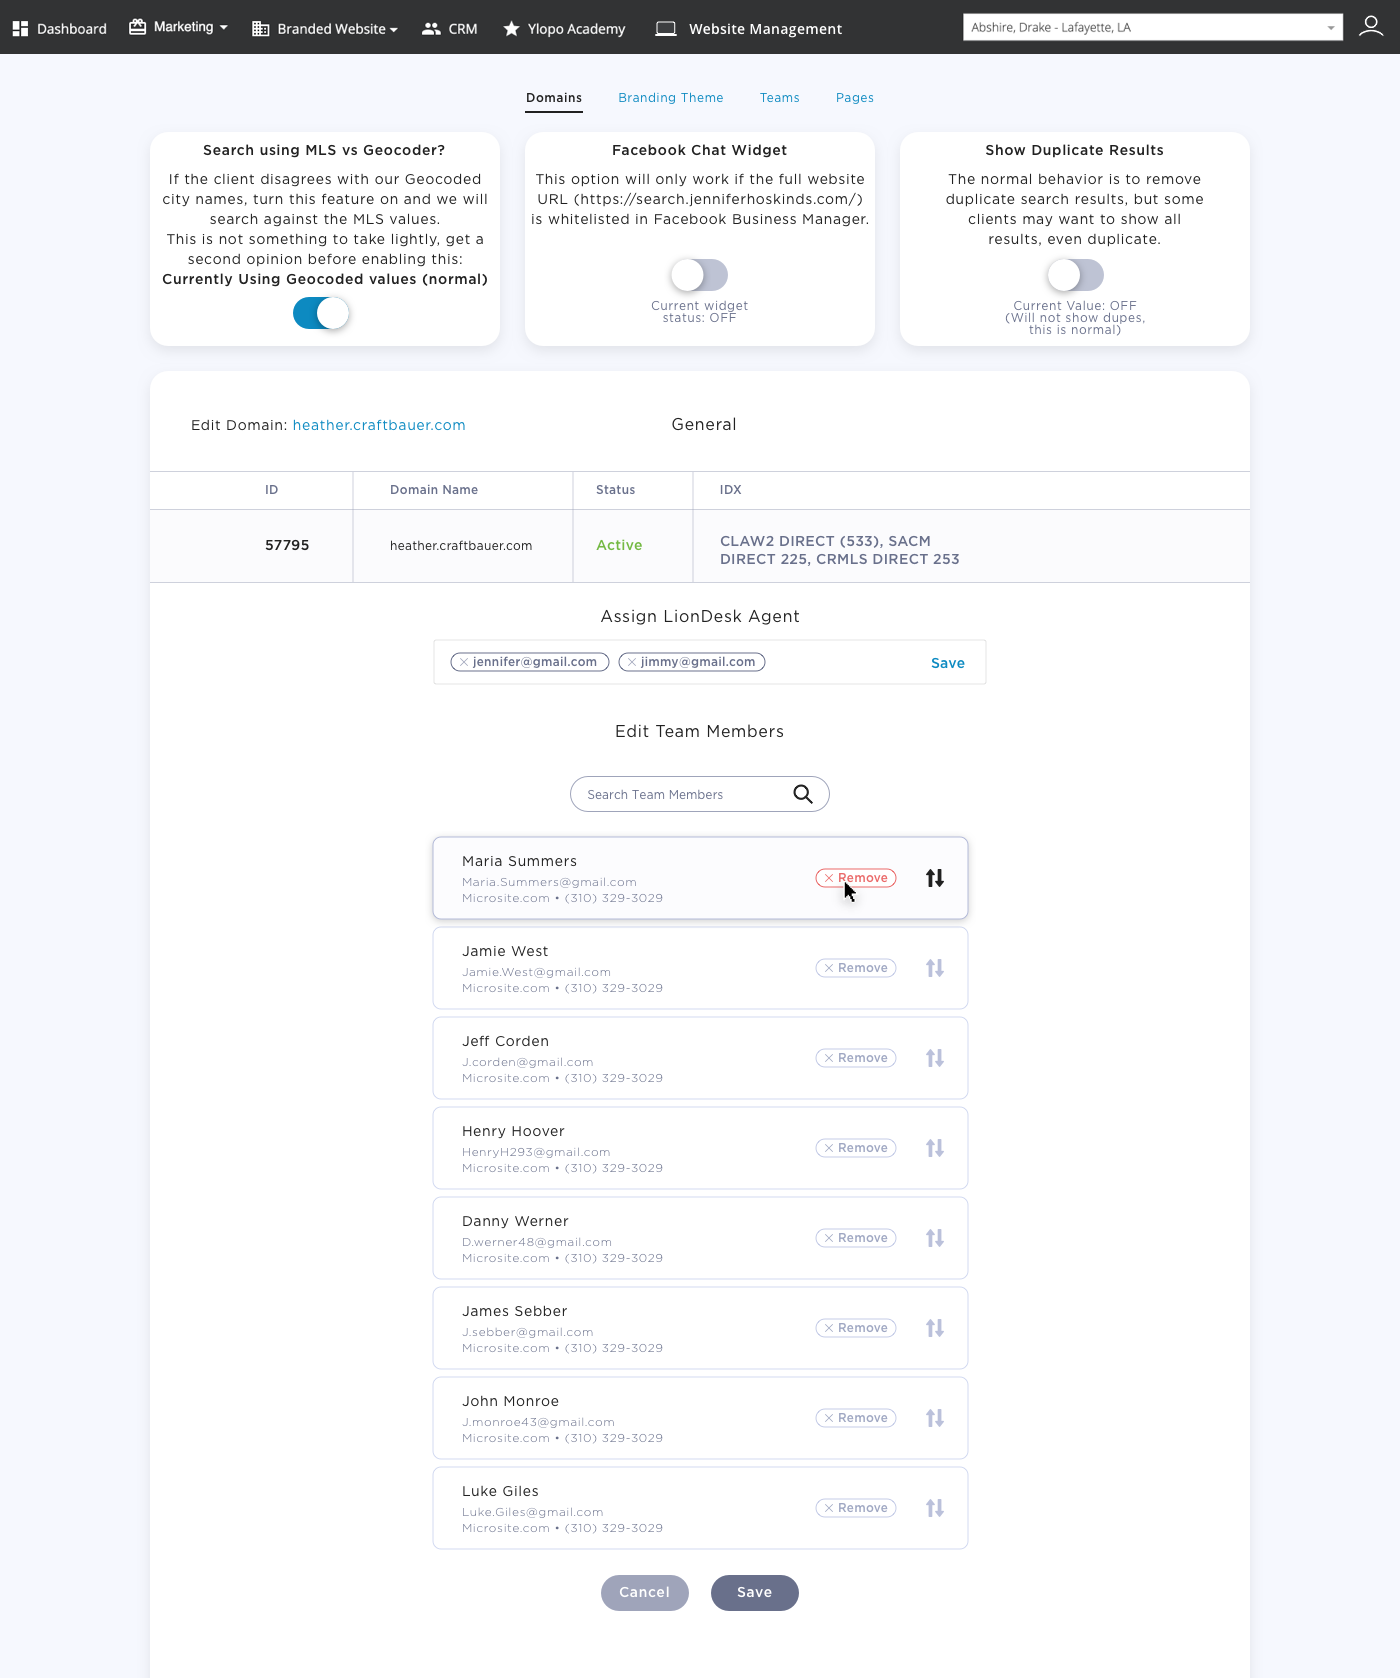 Dashboard Marketing Branded Website CRM Ylopo Academy Website Management Abshire, Drake - Lafayette, LA
Domains Branding Theme Teams Pages
Search using MLS vs Geocoder?
If the client disagrees with our Geocoded
city names, turn this feature on and we will
search against the MLS values.
This is not something to take lightly, get a
second opinion before enabling this:
Currently Using Geocoded values (normal)
Facebook Chat Widget
This option will only work if the full website
URL (https://search.jenniferhoskinds.com/)
is whitelisted in Facebook Business Manager.
Current widget
status: OFF
Show Duplicate Results
The normal behavior is to remove
duplicate search results, but some
clients may want to show all
results, even duplicate.
Current Value: OFF
(Will not show dupes,
this is normal)
Edit Domain: heather.craftbauer.com
General
ID Domain Name Status IDX
57795 heather.craftbauer.com Active CLAW2 DIRECT (533), SACM
DIRECT 225, CRMLS DIRECT 253
Assign LionDesk Agent
jennifer@gmail.com jimmy@gmail.com Save
Edit Team Members
Search Team Members
Maria Summers
Maria.Summers@gmail.com
Microsite.com • (310) 329-3029
Remove
Jamie West
Jamie.West@gmail.com
Microsite.com • (310) 329-3029
Remove
Jeff Corden
J.corden@gmail.com
Microsite.com • (310) 329-3029
Remove
Henry Hoover
HenryH293@gmail.com
Microsite.com • (310) 329-3029
Remove
Danny Werner
D.werner48@gmail.com
Microsite.com • (310) 329-3029
Remove
James Sebber
J.sebber@gmail.com
Microsite.com • (310) 329-3029
Remove
John Monroe
J.monroe43@gmail.com
Microsite.com • (310) 329-3029
Remove
Luke Giles
Luke.Giles@gmail.com
Microsite.com • (310) 329-3029
Remove
Cancel Save